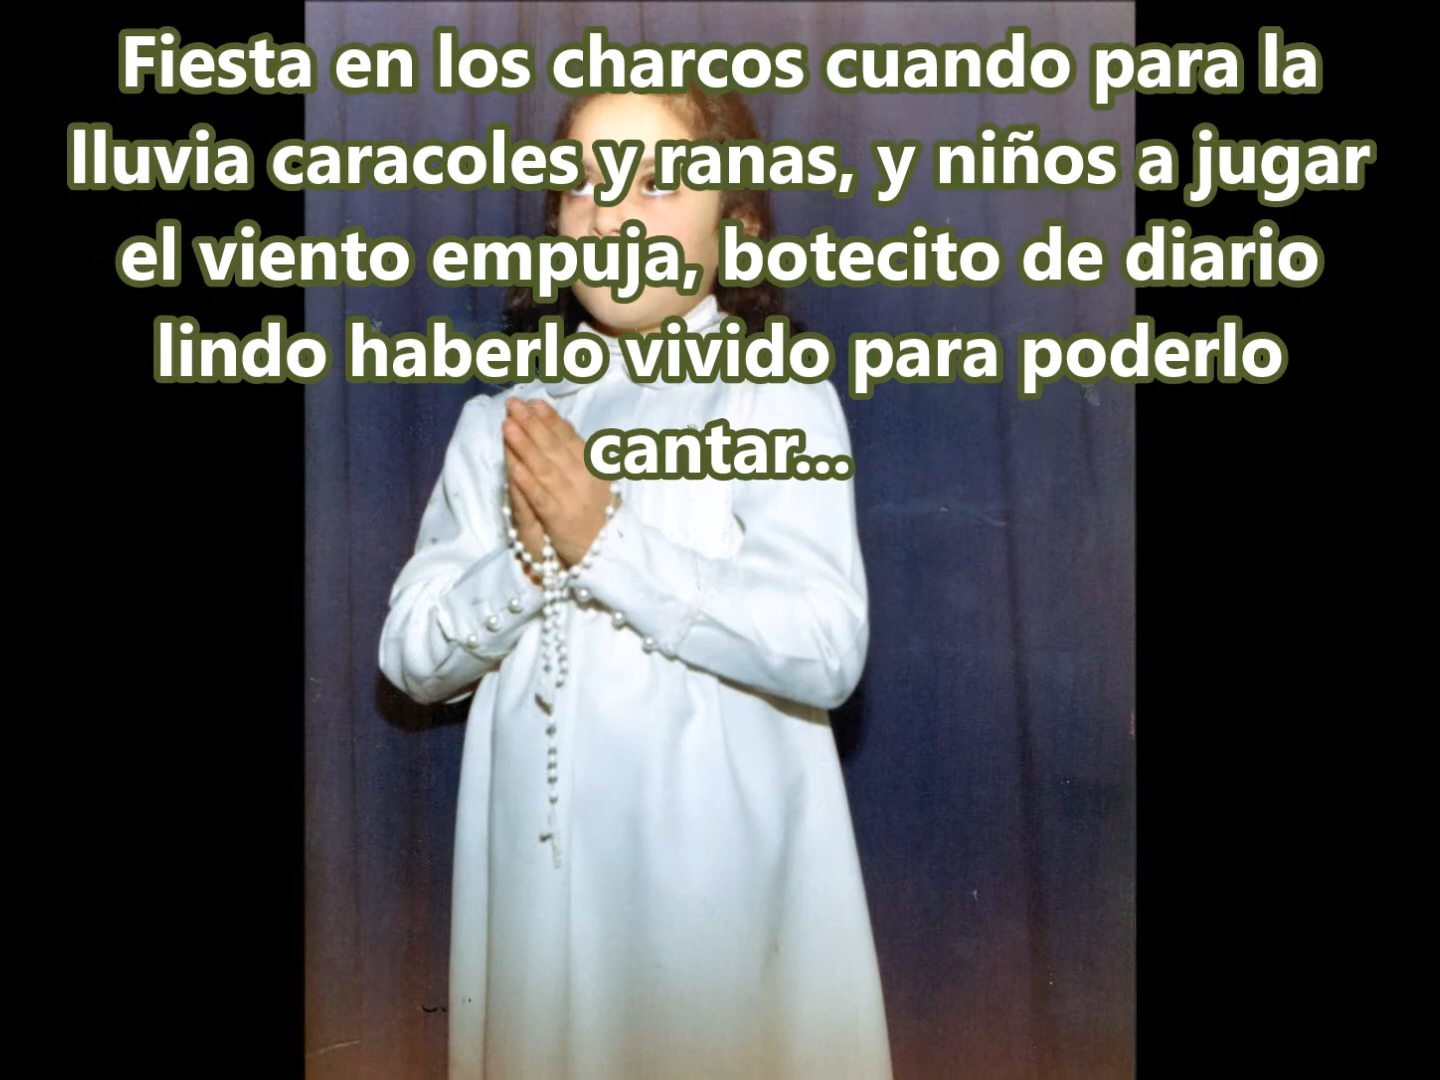 Fiesta en los charcos cuando para la
lluvia caracoles y ranas, y niños a jugar
el viento empuja, botecito de diario
lindo haberlo vivido para poderlo
cantar...